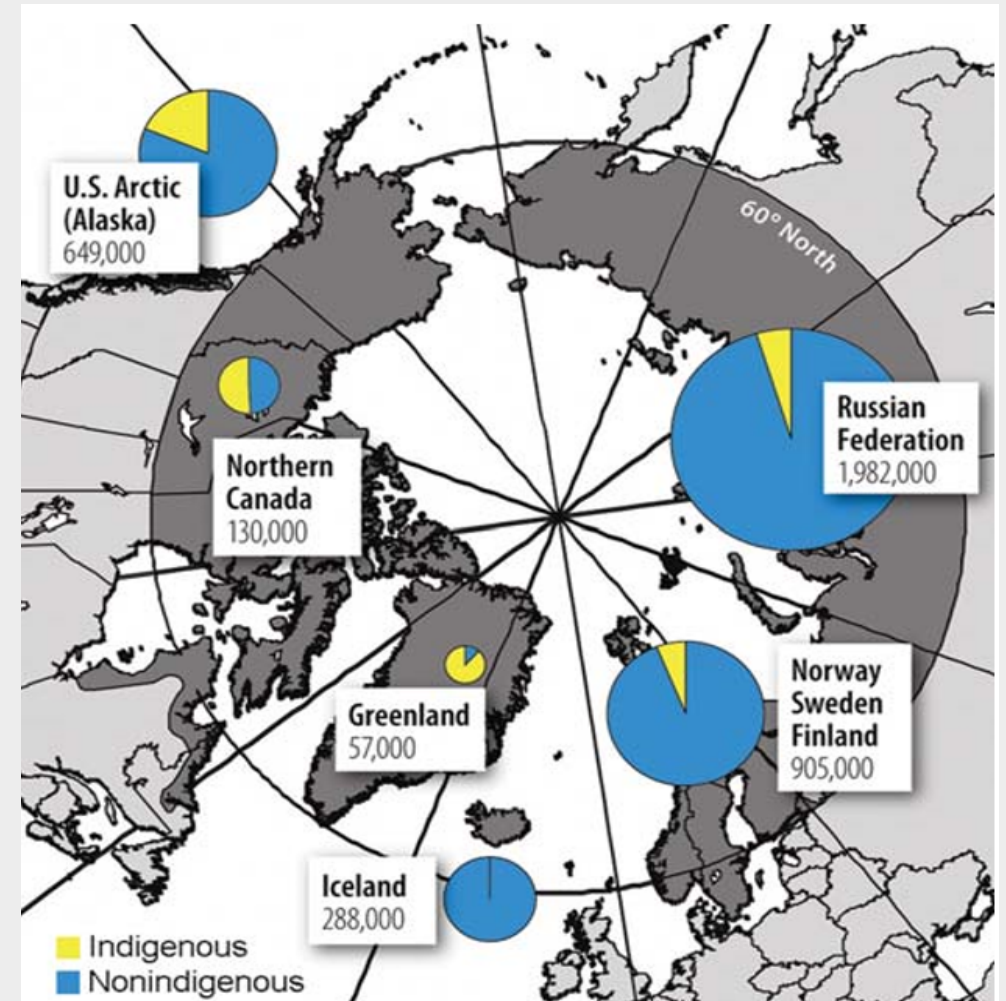 U.S. Arctic
(Alaska)
649,000
60° North
Russian
Federation
1,982,000
Northern
Canada
130,000
Norway
Sweden
Finland
905,000
Greenland
57,000
Iceland
288,000
Indigenous
Nonindigenous